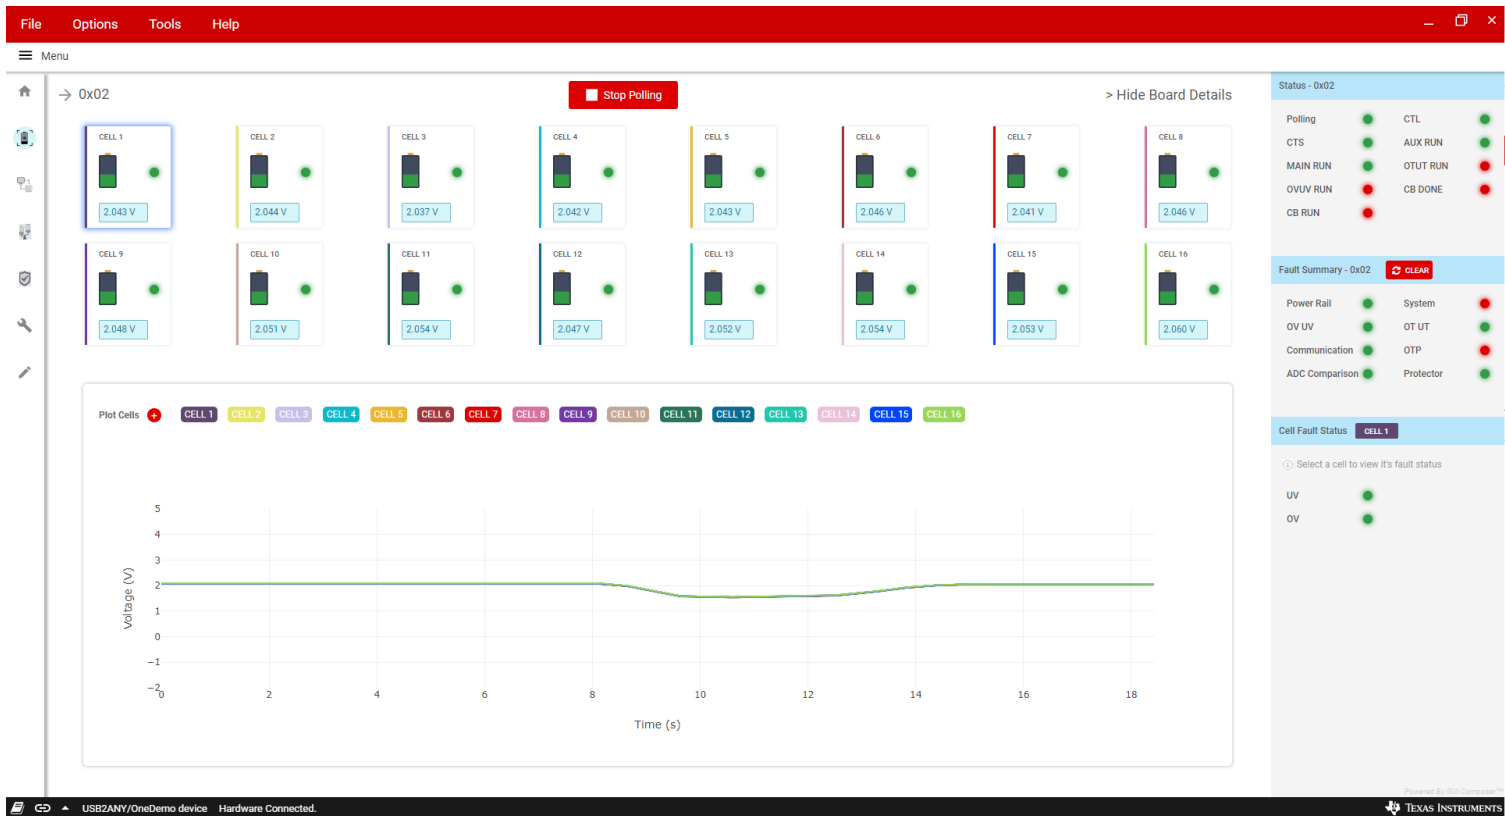 File Options Tools Help
Menu
0x02
Stop Polling
> Hide Board Details
CELL 1 CELL 2 CELL 3 CELL 4 CELL 5 CELL 6 CELL 7 CELL 8
2.043 V 2.044 V 2.037 V 2.042 V 2.043 V 2.046 V 2.041 V 2.046 V
CELL 9 CELL 10 CELL 11 CELL 12 CELL 13 CELL 14 CELL 15 CELL 16
2.048 V 2.051 V 2.054 V 2.047 V 2.052 V 2.054 V 2.053 V 2.060 V
Plot Cells CELL 1 CELL 2 CELL 3 CELL 4 CELL 5 CELL 6 CELL 7 CELL 8 CELL 9 CELL 10 CELL 11 CELL 12 CELL 13 CELL 14 CELL 15 CELL 16
5
4
3
2
1
0
−1
−2
Voltage (V)
0 2 4 6 8 10 12 14 16 18
Time (s)
Status - 0x02
Polling CTL
CTS AUX RUN
MAIN RUN OTUT RUN
OVUV RUN CB DONE
CB RUN
Fault Summary - 0x02 CLEAR
Power Rail System
OV UV OT UT
Communication OTP
ADC Comparison Protector
Cell Fault Status CELL 1
Select a cell to view it's fault status
UV
OV
Powered By GUI Composer™
USB2ANY/OneDemo device Hardware Connected.
TEXAS INSTRUMENTS